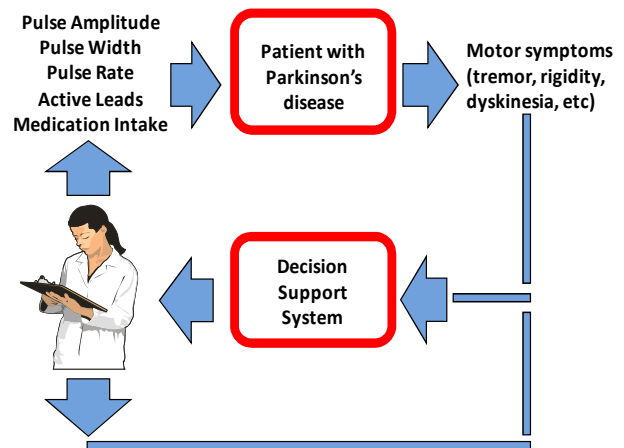 Pulse Amplitude
Pulse Width
Pulse Rate
Active Leads
Medication Intake
Patient with
Parkinson's
disease
Motor symptoms
(tremor, rigidity,
dyskinesia, etc)
Decision
Support
System